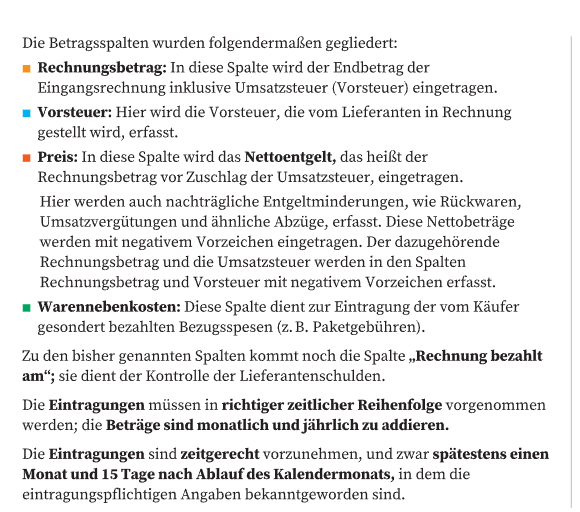 Die Betragsspalten wurden folgendermaßen gegliedert:
■ Rechnungsbetrag: In diese Spalte wird der Endbetrag der
Eingangsrechnung inklusive Umsatzsteuer (Vorsteuer) eingetragen.
■ Vorsteuer: Hier wird die Vorsteuer, die vom Lieferanten in Rechnung
gestellt wird, erfasst.
■ Preis: In diese Spalte wird das Nettoentgelt, das heißt der
Rechnungsbetrag vor Zuschlag der Umsatzsteuer, eingetragen.
Hier werden auch nachträgliche Entgeltminderungen, wie Rückwaren,
Umsatzvergütungen und ähnliche Abzüge, erfasst. Diese Nettobeträge
werden mit negativem Vorzeichen eingetragen. Der dazugehörende
Rechnungsbetrag und die Umsatzsteuer werden in den Spalten
Rechnungsbetrag und Vorsteuer mit negativem Vorzeichen erfasst.
■ Warennebenkosten: Diese Spalte dient zur Eintragung der vom Käufer
gesondert bezahlten Bezugsspesen (z. B. Paketgebühren).
Zu den bisher genannten Spalten kommt noch die Spalte „Rechnung bezahlt
am“; sie dient der Kontrolle der Lieferantenschulden.
Die Eintragungen müssen in richtiger zeitlicher Reihenfolge vorgenommen
werden; die Beträge sind monatlich und jährlich zu addieren.
Die Eintragungen sind zeitgerecht vorzunehmen, und zwar spätestens einen
Monat und 15 Tage nach Ablauf des Kalendermonats, in dem die
eintragungspflichtigen Angaben bekanntgeworden sind.